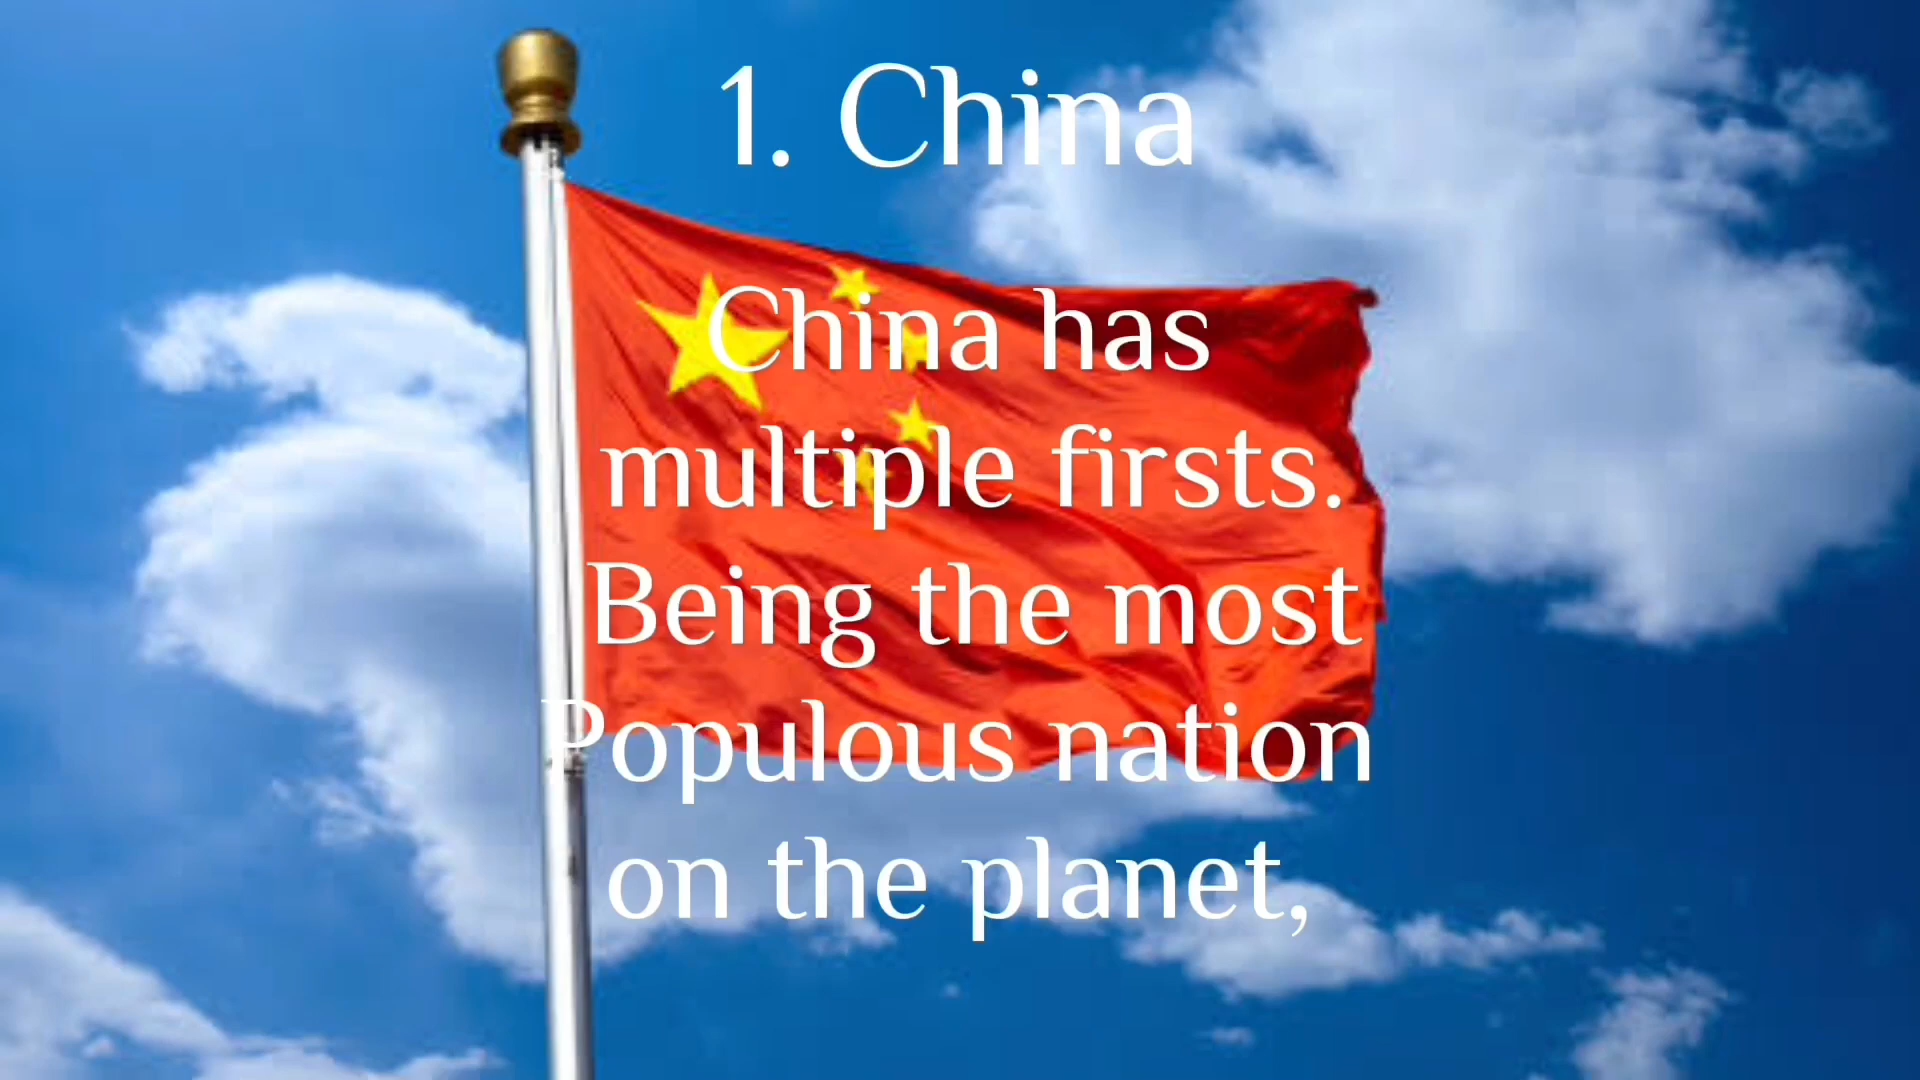 1. China
China has
multiple firsts.
Being the most
Populous nation
on the planet,